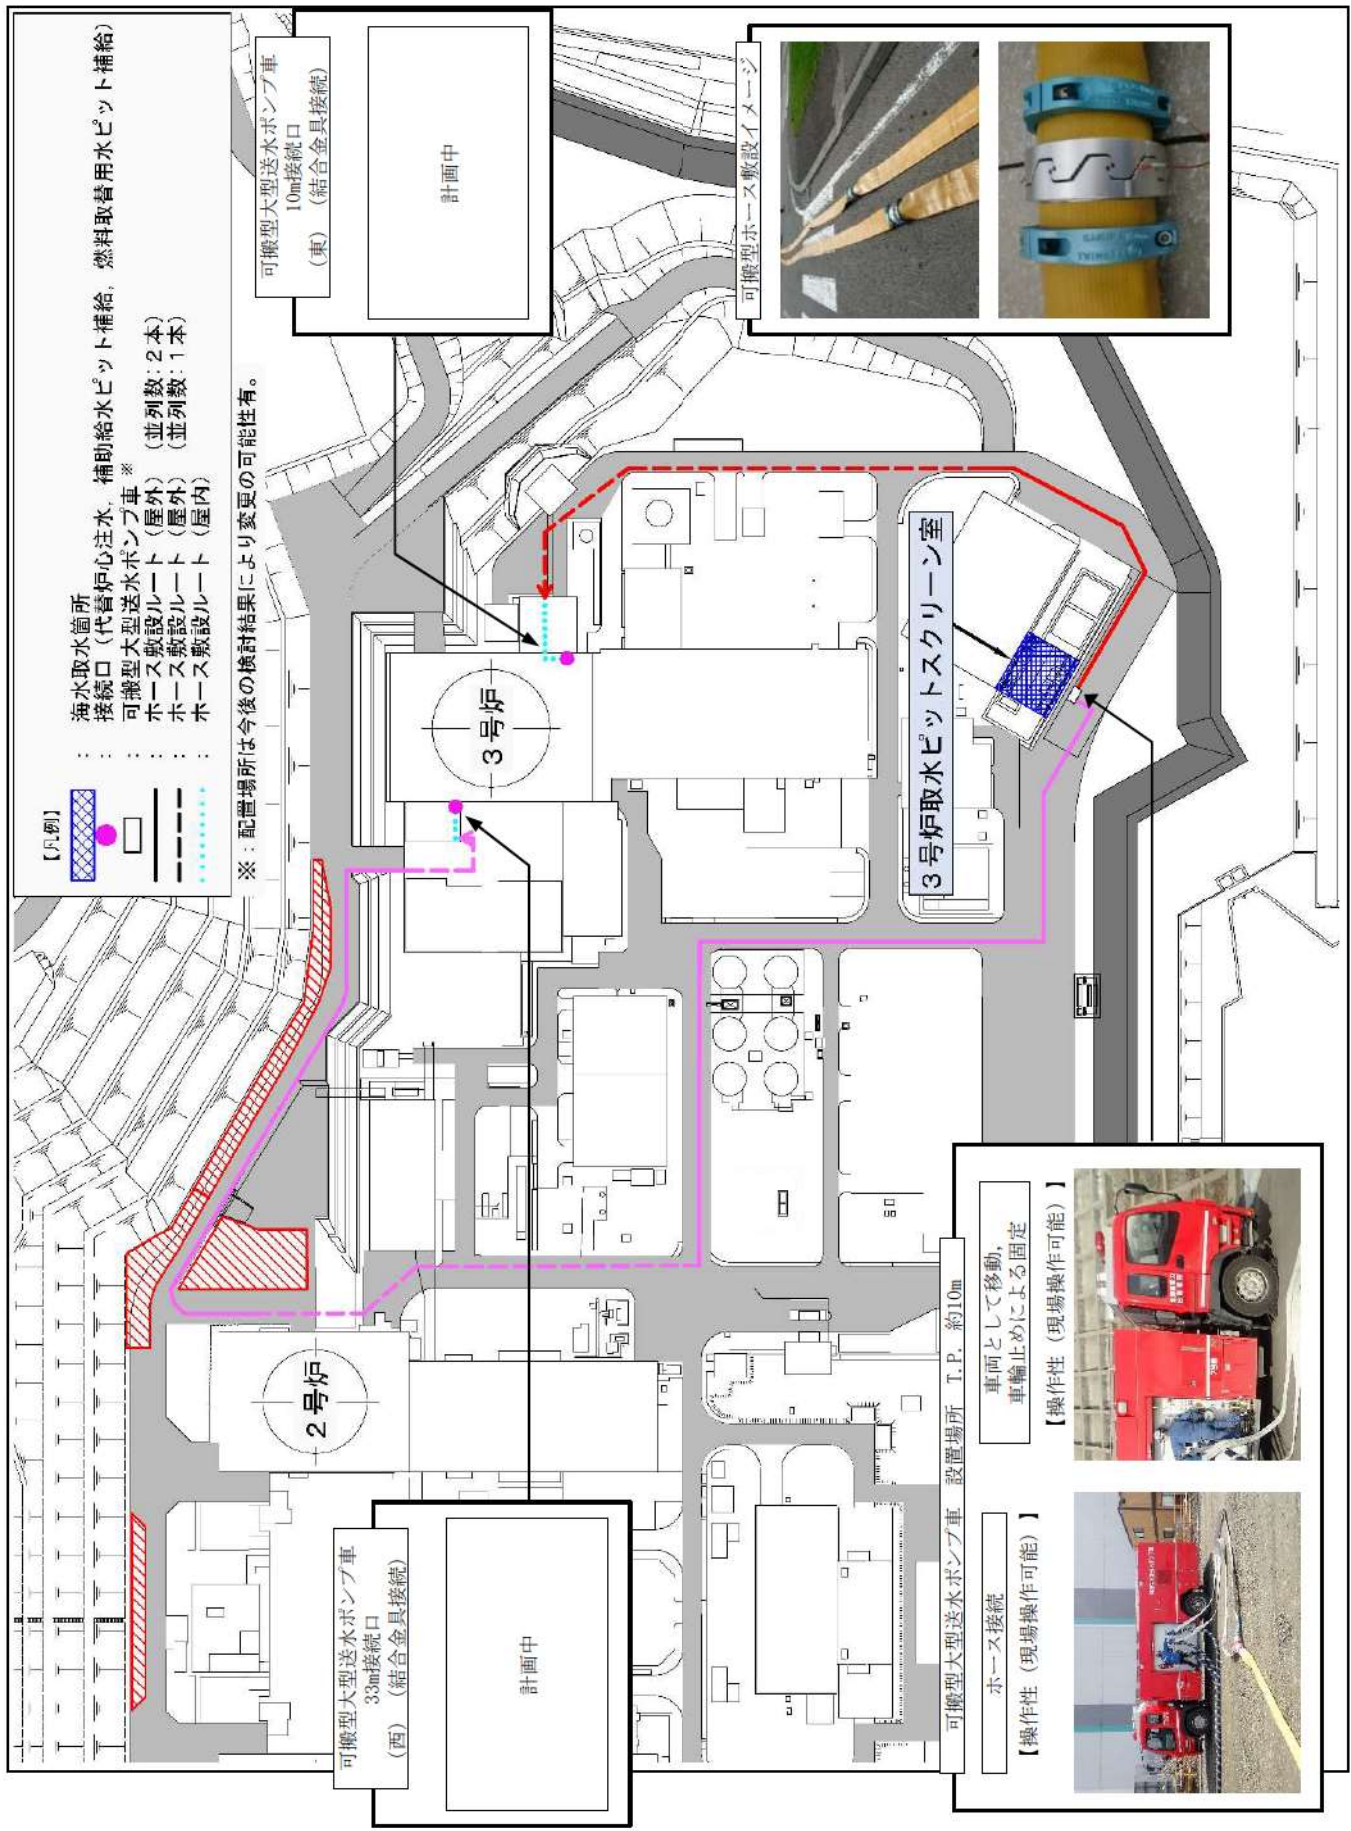 【凡例】
： 海水取水箇所
： 接続口（代替炉心注水，補助給水ピット補給，燃料取替用水ピット補給）
： 可搬型大型送水ポンプ車※
： ホース敷設ルート（屋外）（並列数：２本）
： ホース敷設ルート（屋外）（並列数：１本）
： ホース敷設ルート（屋内）
※：配置場所は今後の検討結果により変更の可能性有。
可搬型大型送水ポンプ車
10m接続口
（東）（結合金具接続）
計画中
可搬型ホース敷設イメージ
３号炉
２号炉
３号炉取水ピットスクリーン室
可搬型大型送水ポンプ車
33m接続口
（西）（結合金具接続）
計画中
可搬型大型送水ポンプ車 設置場所 T.P. 約10m
ホース接続
【操作性（現場操作可能）】
車両として移動，
車輪止めによる固定
【操作性（現場操作可能）】